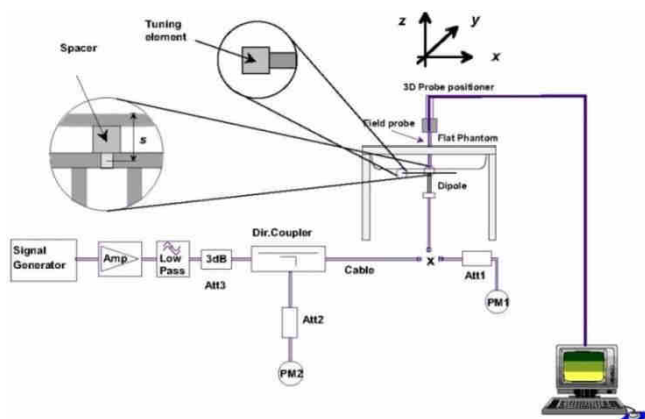 Tuning
element
Spacer
s
z
y
x
3D Probe positioner
Field probe
Flat Phantom
Dipole
Signal
Generator
Amp
Low
Pass
3dB
Att3
Dir.Coupler
Cable
x
Att1
PM1
Att2
PM2